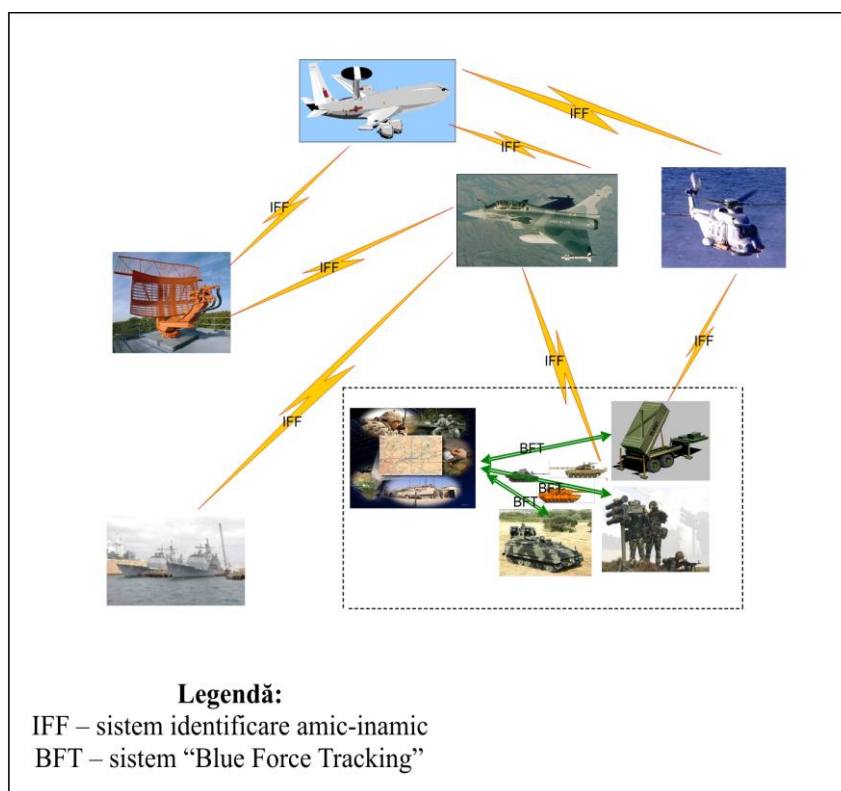 IFF
IFF
IFF
IFF
IFF
IFF
IFF
BFT
BFT
BFT
Legendă:
IFF – sistem identificare amic-inamic
BFT – sistem “Blue Force Tracking”